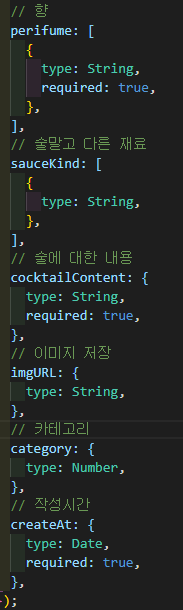 // 향
perifume: [
{
type: String,
required: true,
},
],
// 술말고 다른 재료
sauceKind: [
{
type: String,
},
],
// 술에 대한 내용
cocktailContent: {
type: String,
required: true,
},
// 이미지 저장
imgURL: {
type: String,
},
// 카테고리
category: {
type: Number,
},
// 작성시간
createAt: {
type: Date,
required: true,
},
);